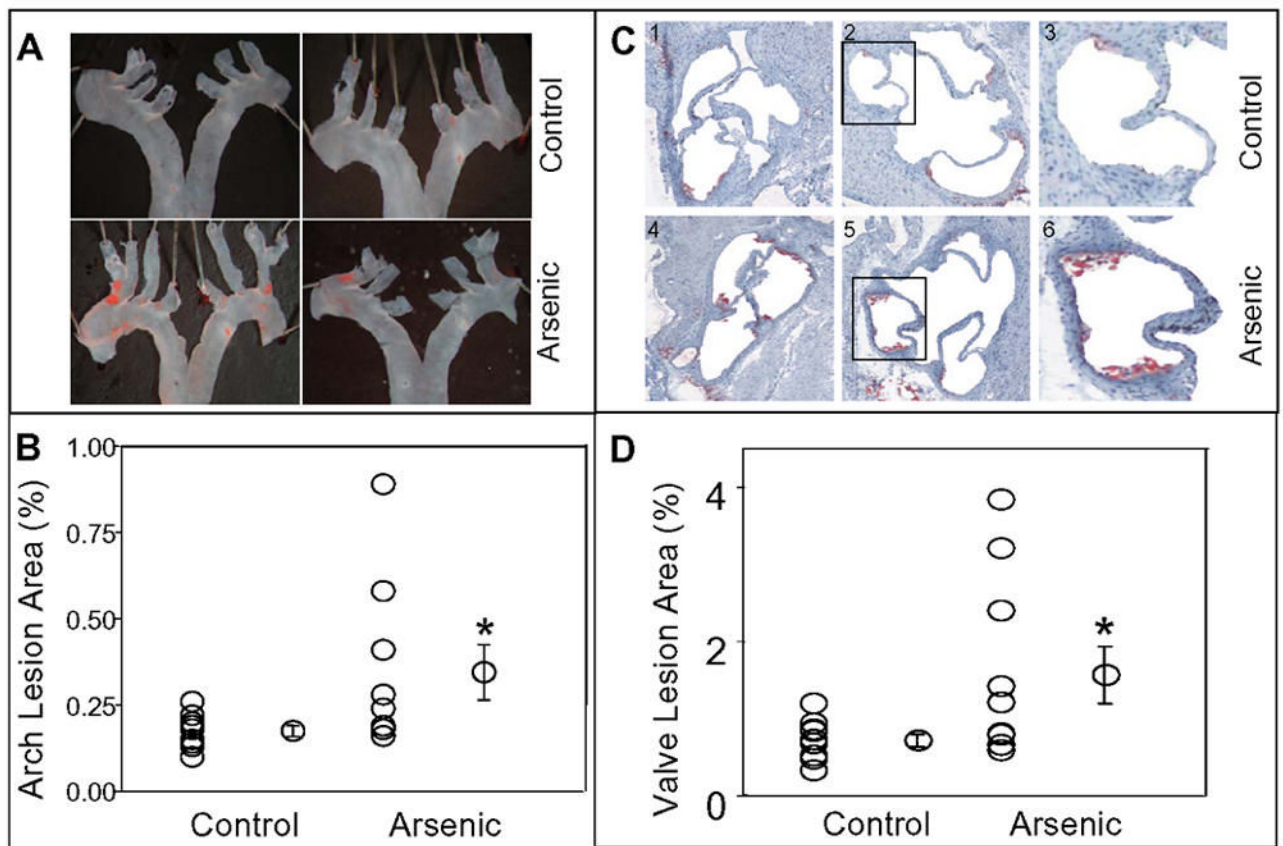 A
Control
Arsenic
B
Arch Lesion Area (%)
1.00
0.75
0.50
0.25
0.00
*
Control
Arsenic
C
1
2
3
Control
4
5
6
Arsenic
D
Valve Lesion Area (%)
4
2
0
*
Control
Arsenic